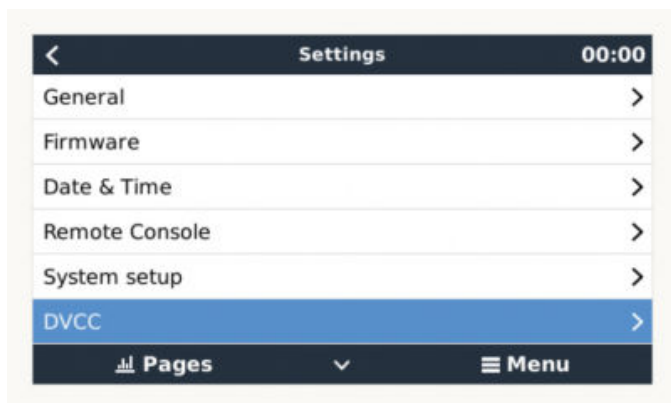 Settings 00:00
General
Firmware
Date & Time
Remote Console
System setup
DVCC
Pages Menu